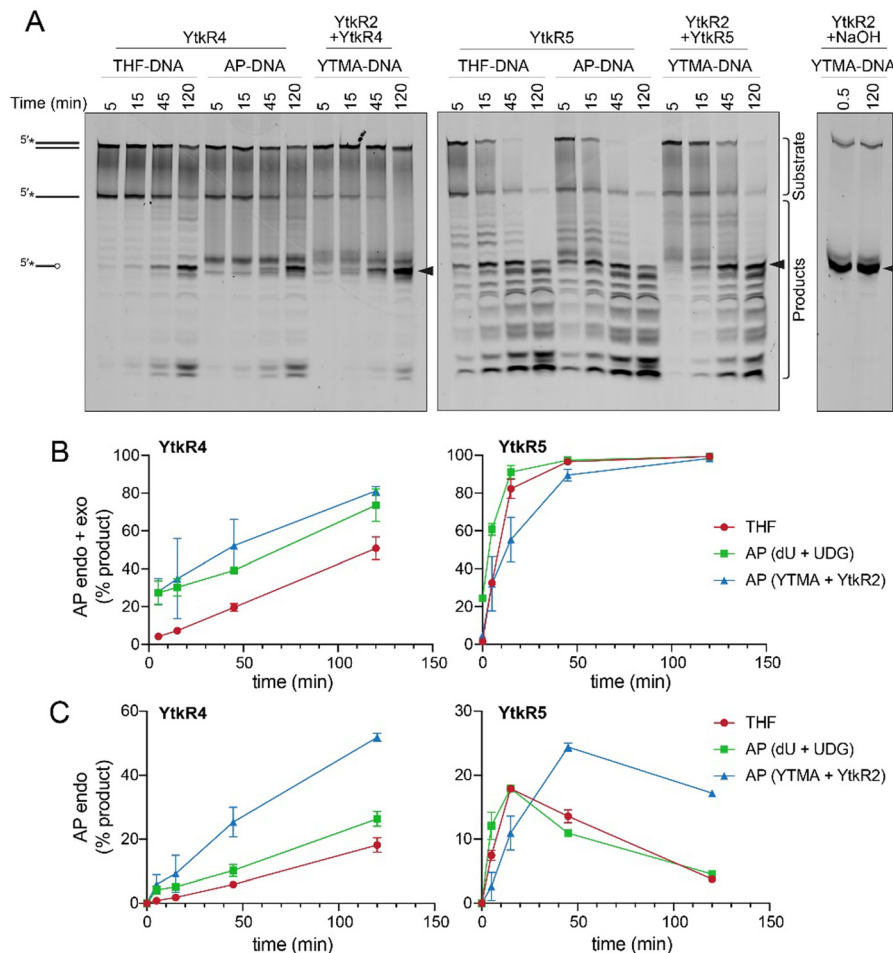 A
YtkR4
YtkR2
+YtkR4
YtkR5
YtkR2
+YtkR5
YtkR2
+NaOH
THF-DNA AP-DNA YTMA-DNA THF-DNA AP-DNA YTMA-DNA YTMA-DNA
Time (min) 5 15 45 120 5 15 45 120 5 15 45 120 5 15 45 120 5 15 45 120 5 15 45 120 0.5 120
5'*
5'*
5'*
Substrate
Products
B
YtkR4
YtkR5
AP endo + exo
(% product)
100
80
60
40
20
0
0 50 100 150
time (min)
100
80
60
40
20
0
0 50 100 150
time (min)
THF
AP (dU + UDG)
AP (YTMA + YtkR2)
C
YtkR4
YtkR5
AP endo
(% product)
60
40
20
0
0 50 100 150
time (min)
30
20
10
0
0 50 100 150
time (min)
THF
AP (dU + UDG)
AP (YTMA + YtkR2)